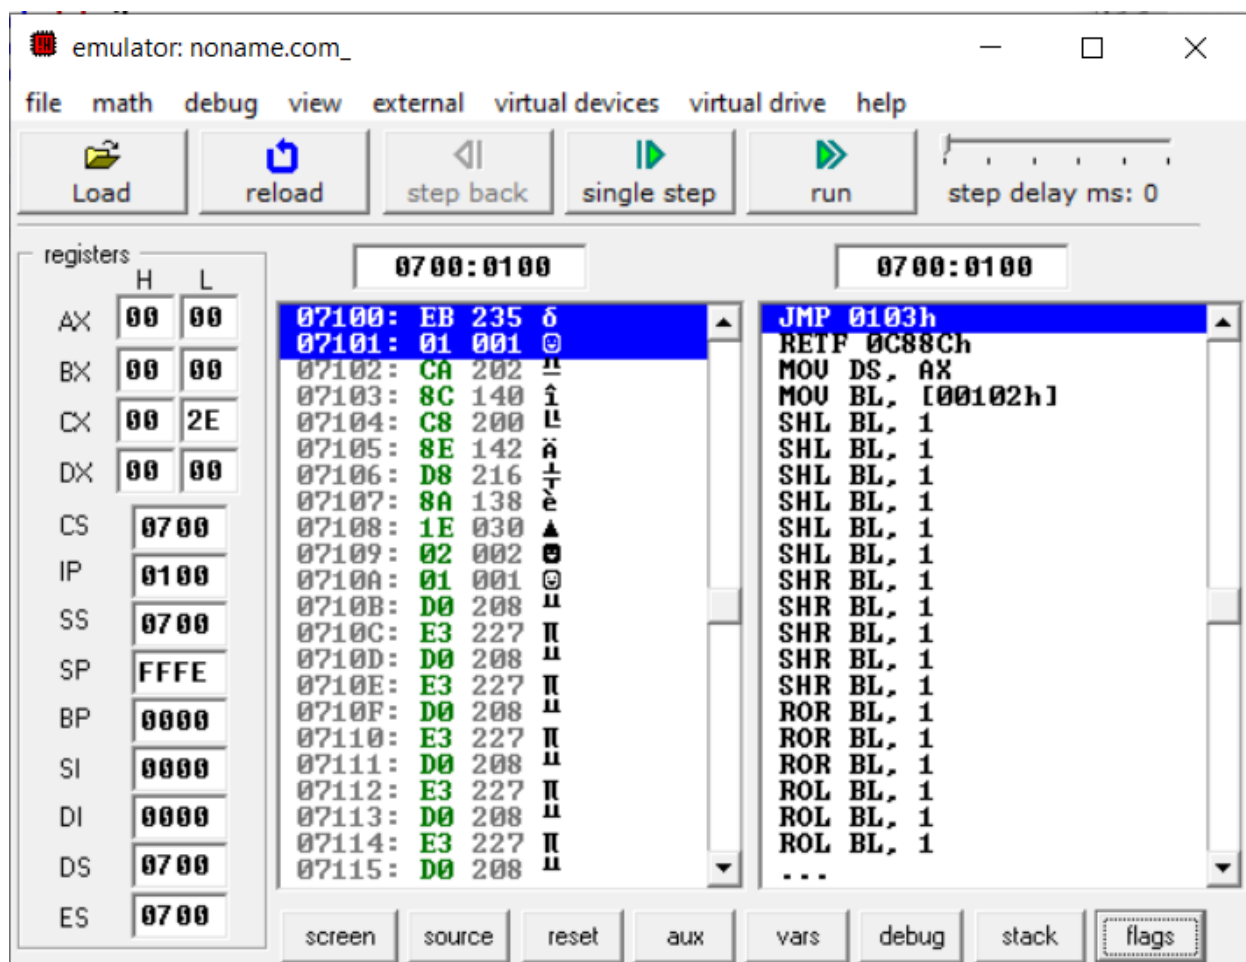 emulator: noname.com_
file math debug view external virtual devices virtual drive help
Load reload step back single step run step delay ms: 0
registers
H L
AX 00 00
BX 00 00
CX 00 2E
DX 00 00
CS 0700
IP 0100
SS 0700
SP FFFE
BP 0000
SI 0000
DI 0000
DS 0700
ES 0700
0700:0100
07100: EB 235 δ
07101: 01 001 ☺
07102: CA 202 ╩
07103: 8C 140 î
07104: C8 200 ╚
07105: 8E 142 Ä
07106: D8 216 ╪
07107: 8A 138 è
07108: 1E 030 ▲
07109: 02 002 ☻
0710A: 01 001 ☺
0710B: D0 208 ╨
0710C: E3 227 π
0710D: D0 208 ╨
0710E: E3 227 π
0710F: D0 208 ╨
07110: E3 227 π
07111: D0 208 ╨
07112: E3 227 π
07113: D0 208 ╨
07114: E3 227 π
07115: D0 208 ╨
0700:0100
JMP 0103h
RETF 0C88Ch
MOV DS, AX
MOV BL, [00102h]
SHL BL, 1
SHL BL, 1
SHL BL, 1
SHL BL, 1
SHL BL, 1
SHL BL, 1
SHR BL, 1
SHR BL, 1
SHR BL, 1
SHR BL, 1
SHR BL, 1
ROR BL, 1
ROR BL, 1
ROR BL, 1
ROL BL, 1
ROL BL, 1
ROL BL, 1
...
screen source reset aux vars debug stack flags